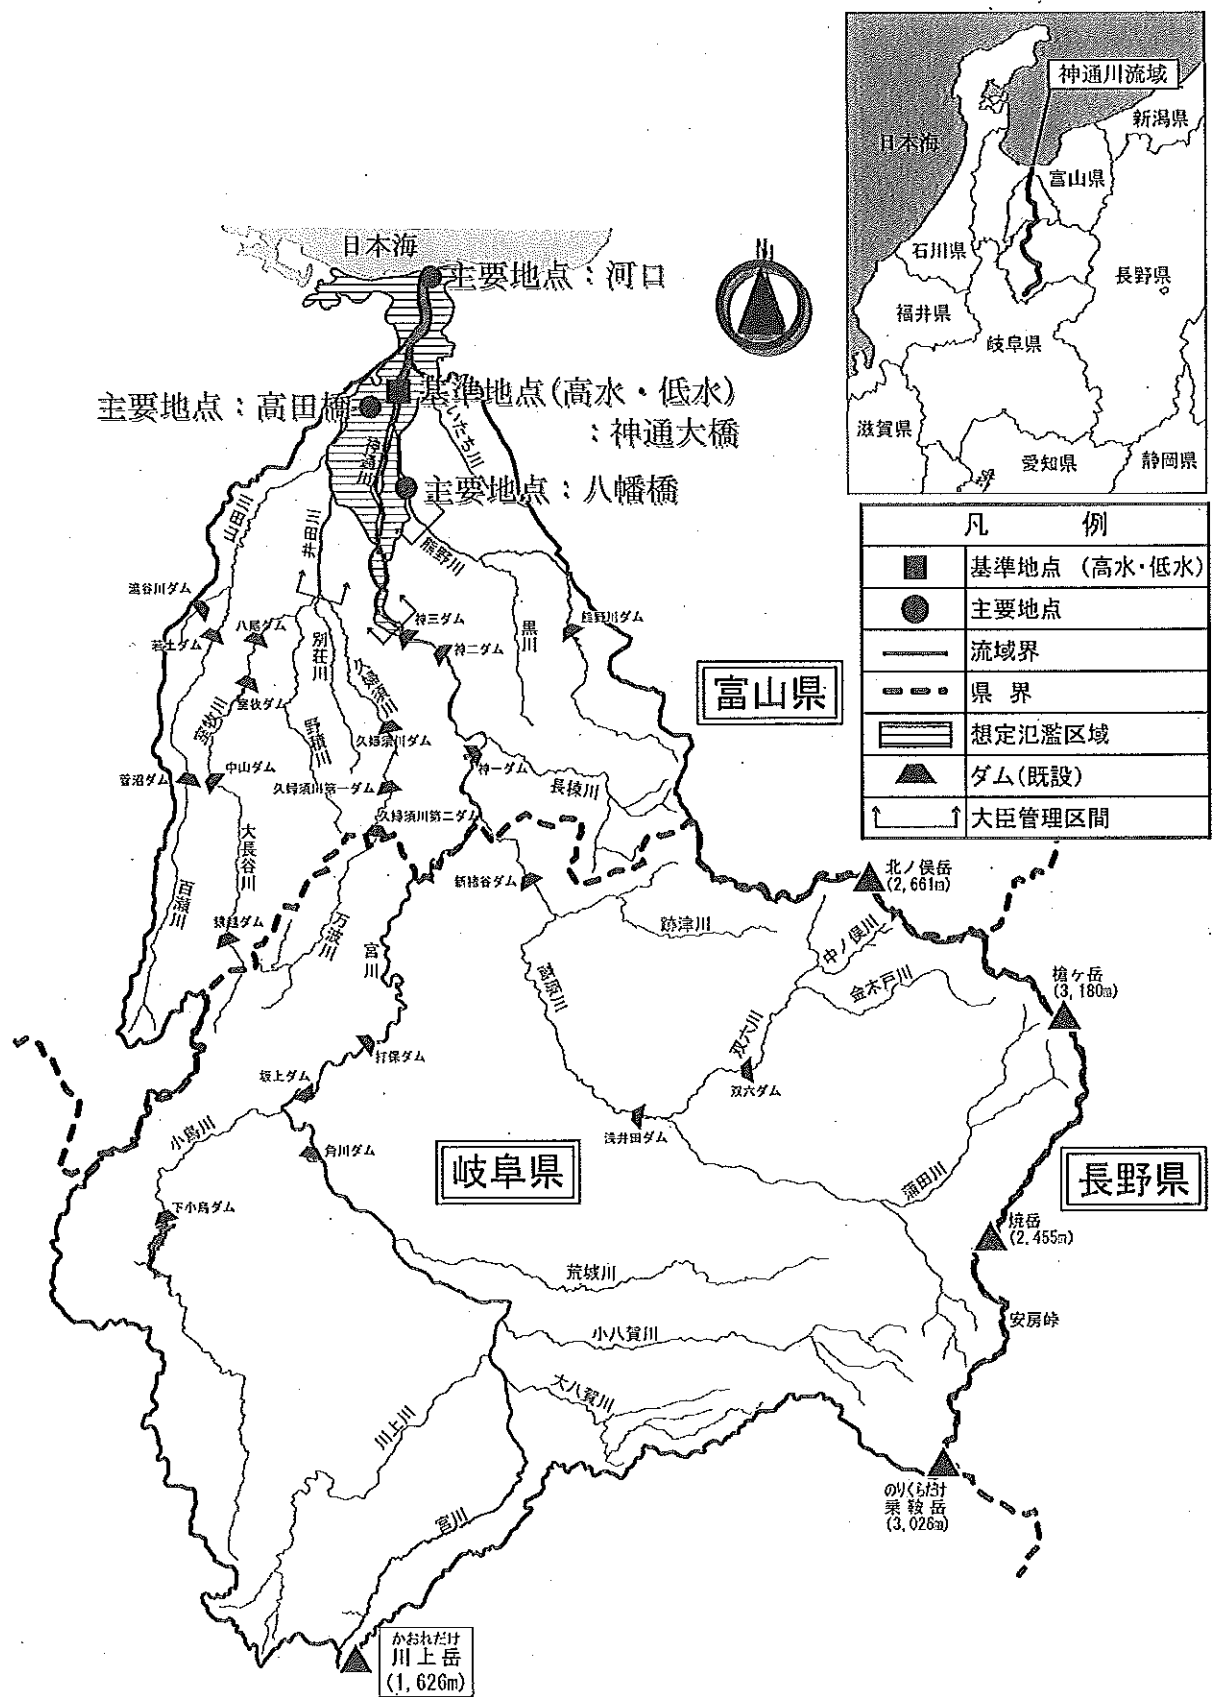 神通川流域
新潟県
日本海
富山県
石川県
長野県
福井県
岐阜県
滋賀県
愛知県
静岡県
日本海
主要地点：河口
基準地点(高水・低水)
：神通大橋
主要地点：高田橋
主要地点：八幡橋
いたち川
神通川
山田川
井田川
熊野川
凡 例
基準地点 (高水・低水)
主要地点
流域界
県 界
想定氾濫区域
ダム(既設)
大臣管理区間
湯谷川ダム
若土ダム
八尾ダム
別荘川
久婦須川
神三ダム
神二ダム
黒川
熊野川ダム
富山県
室牧川
室牧ダム
野積川
久婦須川ダム
神一ダム
長棟川
菅沼ダム
中山ダム
久婦須川第一ダム
久婦須川第二ダム
大長谷川
百瀬川
猿越ダム
万波川
宮川
新猪谷ダム
跡津川
高原川
北ノ俣岳
(2,661m)
中ノ俣川
金木戸川
槍ヶ岳
(3,180m)
双六川
双六ダム
打保ダム
坂上ダム
浅井田ダム
小鳥川
角川ダム
岐阜県
長野県
蒲田川
下小鳥ダム
焼岳
(2,455m)
荒城川
安房峠
小八賀川
大八賀川
川上川
宮川
のりくらだけ
乗鞍岳
(3,026m)
かおれだけ
川上岳
(1,626m)